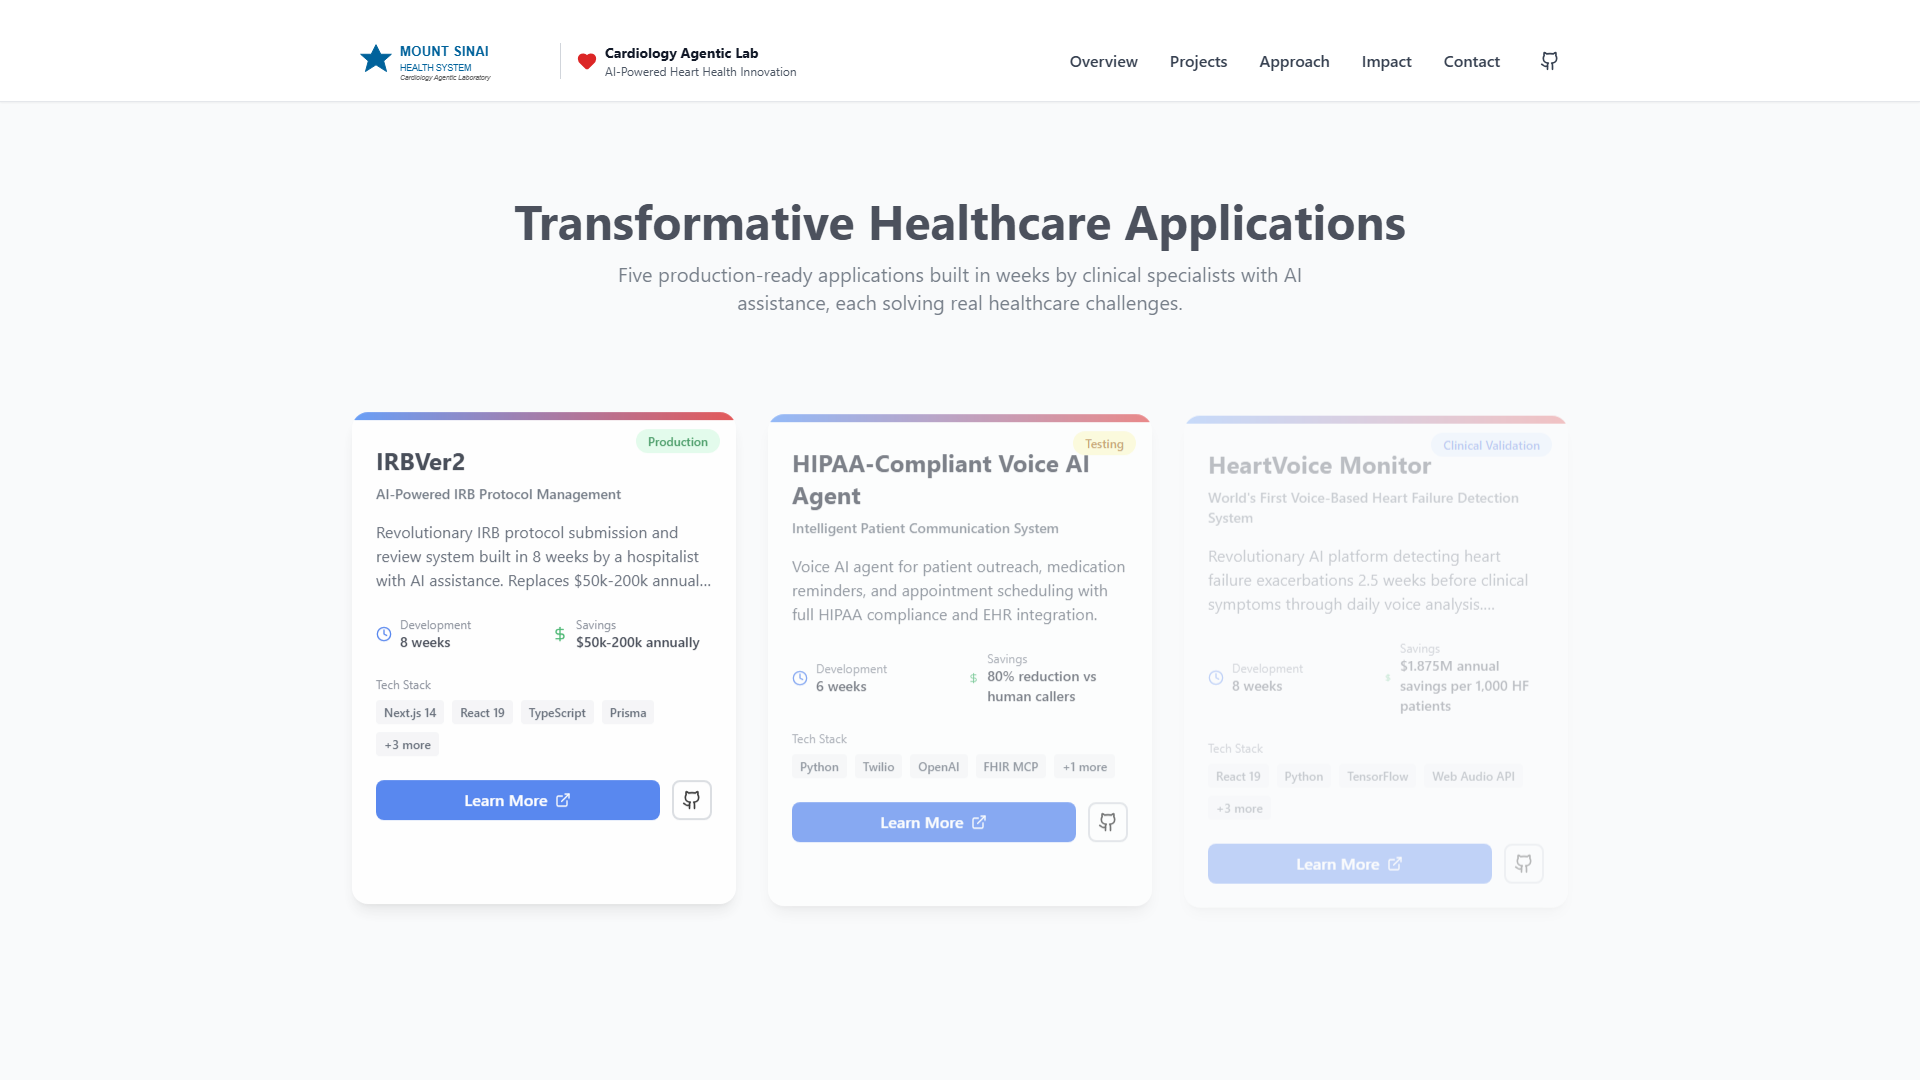 MOUNT SINAI
HEALTH SYSTEM
Cardiology Agentic Laboratory
Cardiology Agentic Lab
AI-Powered Heart Health Innovation
Overview
Projects
Approach
Impact
Contact
Transformative Healthcare Applications
Five production-ready applications built in weeks by clinical specialists with AI
assistance, each solving real healthcare challenges.
Production
IRBVer2
AI-Powered IRB Protocol Management
Revolutionary IRB protocol submission and
review system built in 8 weeks by a hospitalist
with AI assistance. Replaces $50k-200k annual...
Development
8 weeks
Savings
$50k-200k annually
Tech Stack
Next.js 14
React 19
TypeScript
Prisma
+3 more
Learn More
Testing
HIPAA-Compliant Voice AI
Agent
Intelligent Patient Communication System
Voice AI agent for patient outreach, medication
reminders, and appointment scheduling with
full HIPAA compliance and EHR integration.
Development
6 weeks
Savings
80% reduction vs
human callers
Tech Stack
Python
Twilio
OpenAI
FHIR MCP
+1 more
Learn More
Clinical Validation
HeartVoice Monitor
World's First Voice-Based Heart Failure Detection
System
Revolutionary AI platform detecting heart
failure exacerbations 2.5 weeks before clinical
symptoms through daily voice analysis....
Development
8 weeks
Savings
$1.875M annual
savings per 1,000 HF
patients
Tech Stack
React 19
Python
TensorFlow
Web Audio API
+3 more
Learn More